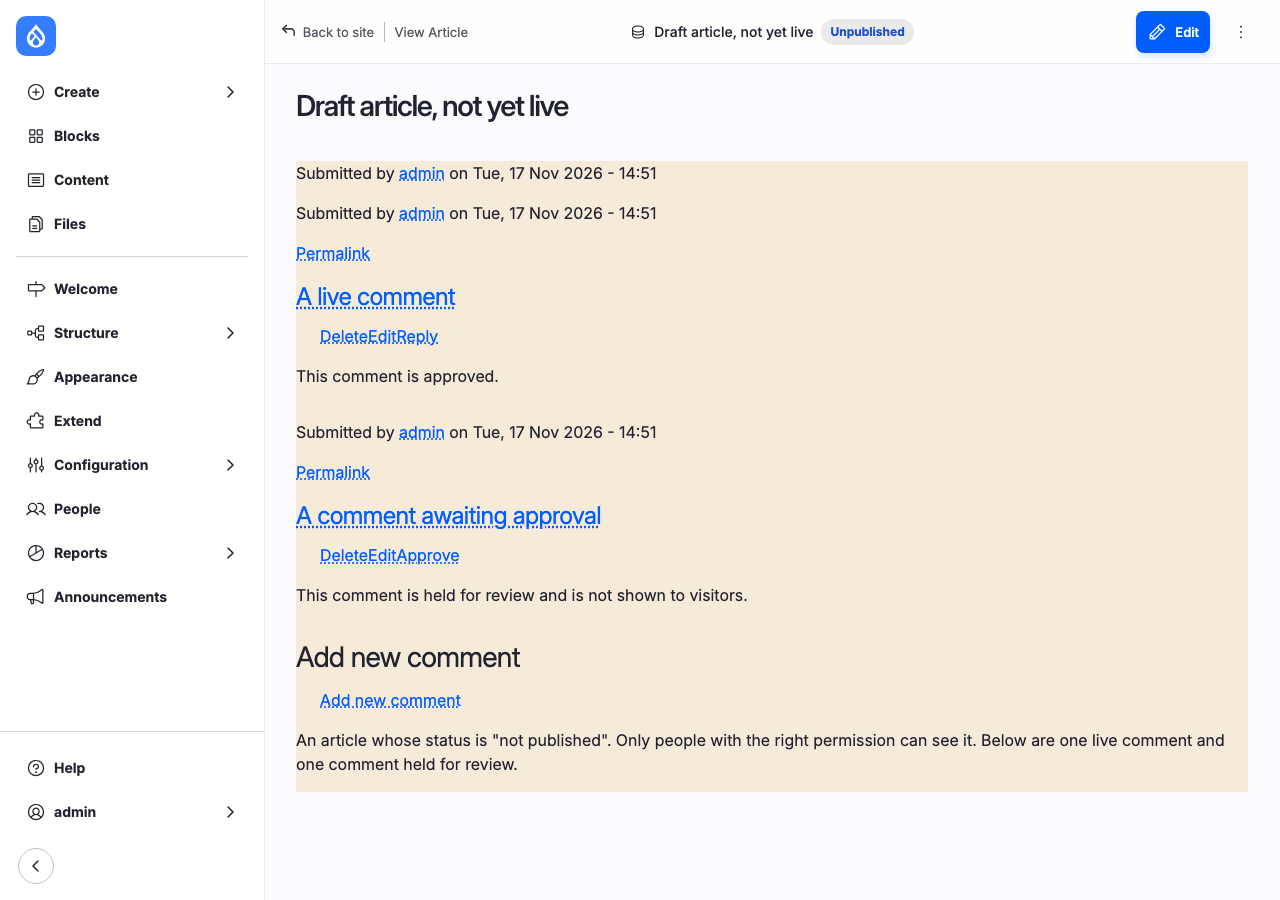 Create
Blocks
Content
Files
Welcome
Structure
Appearance
Extend
Configuration
People
Reports
Announcements
Help
admin
Back to site
View Article
Draft article, not yet live
Unpublished
Edit
Draft article, not yet live
Submitted by admin on Tue, 17 Nov 2026 - 14:51
Submitted by admin on Tue, 17 Nov 2026 - 14:51
Permalink
A live comment
DeleteEditReply
This comment is approved.
Submitted by admin on Tue, 17 Nov 2026 - 14:51
Permalink
A comment awaiting approval
DeleteEditApprove
This comment is held for review and is not shown to visitors.
Add new comment
Add new comment
An article whose status is "not published". Only people with the right permission can see it. Below are one live comment and
one comment held for review.